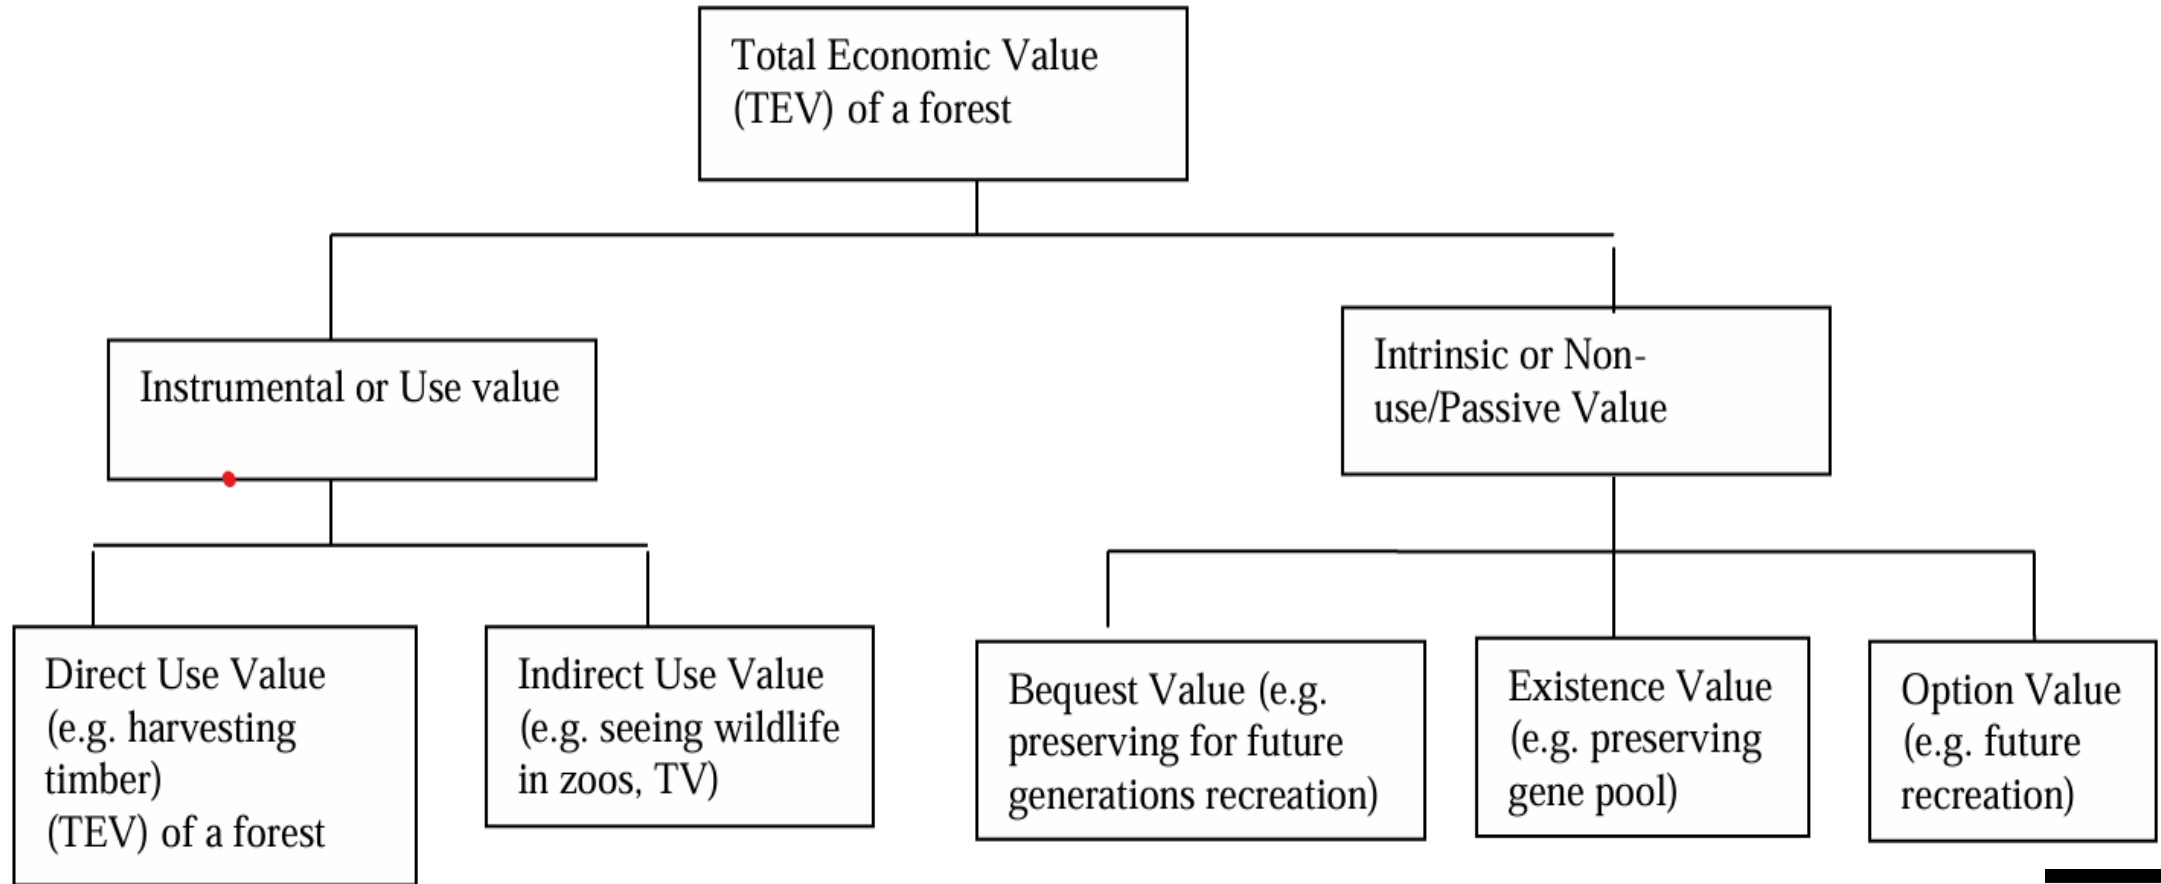 Total Economic Value
(TEV) of a forest
Instrumental or Use value
Intrinsic or Non-
use/Passive Value
Direct Use Value
(e.g. harvesting
timber)
(TEV) of a forest
Indirect Use Value
(e.g. seeing wildlife
in zoos, TV)
Bequest Value (e.g.
preserving for future
generations recreation)
Existence Value
(e.g. preserving
gene pool)
Option Value
(e.g. future
recreation)